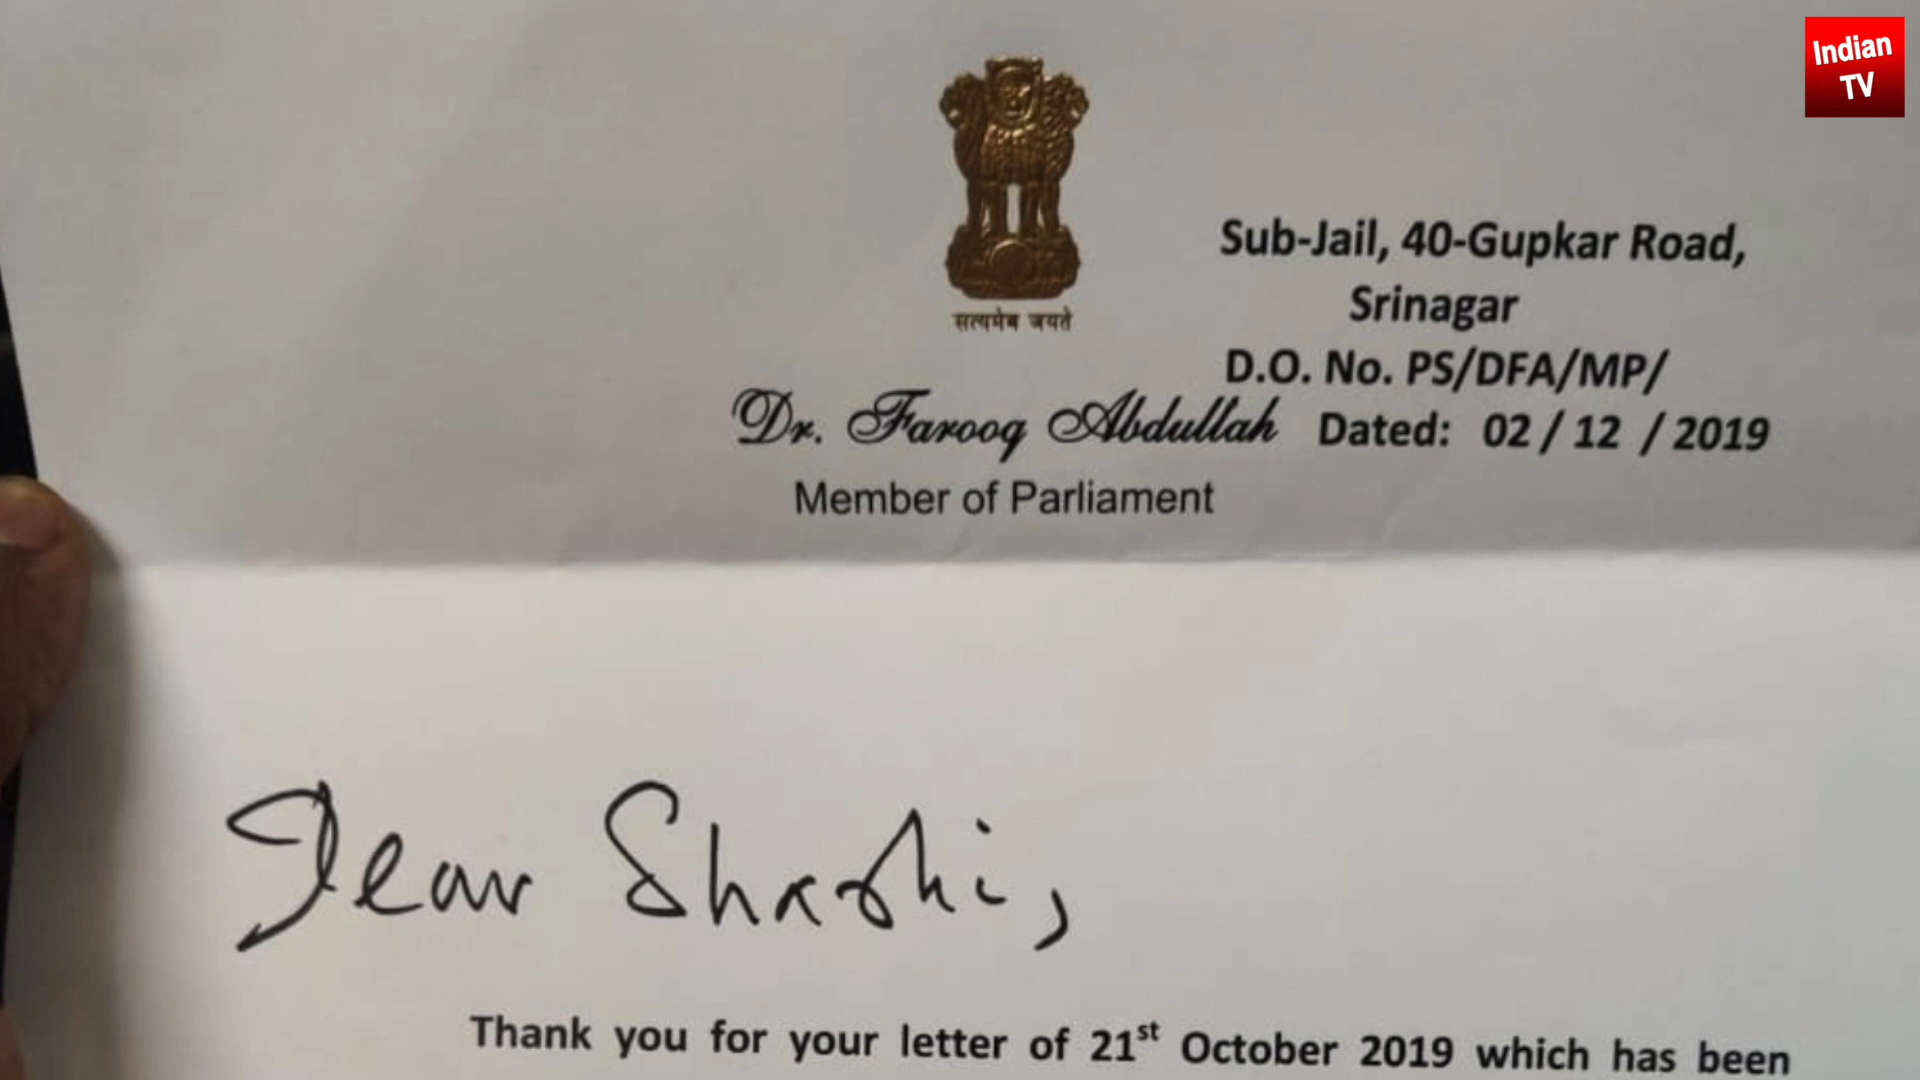 Indian
TV
सत्यमेव जयते
Sub-Jail, 40-Gupkar Road,
Srinagar
D.O. No. PS/DFA/MP/
Dr. Farooq Abdullah Dated: 02 / 12 / 2019
Member of Parliament
Dear Shashi,
Thank you for your letter of 21st October 2019 which has been